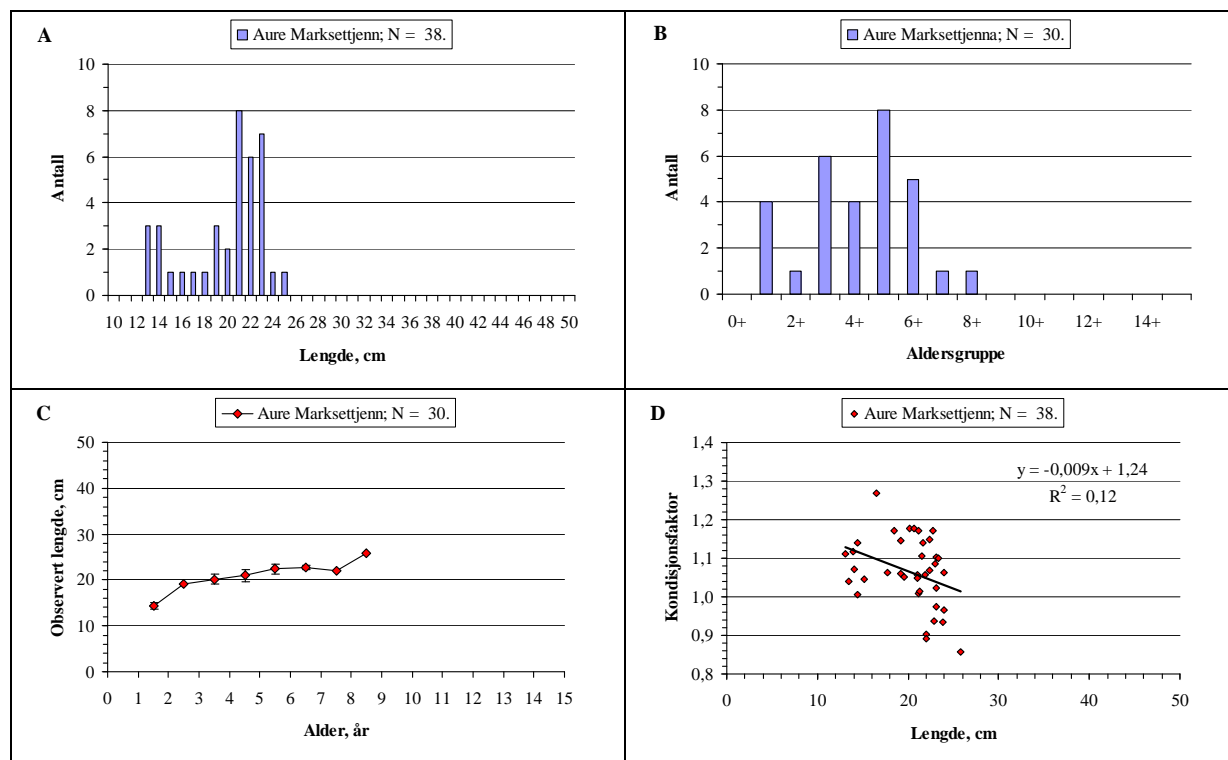 A
Aure Marksettjenn; N = 38.
Antall
10
8
6
4
2
0
10 12 14 16 18 20 22 24 26 28 30 32 34 36 38 40 42 44 46 48 50
Lengde, cm
B
Aure Marksettjenna; N = 30.
Antall
10
8
6
4
2
0
0+ 2+ 4+ 6+ 8+ 10+ 12+ 14+
Aldersgruppe
C
Aure Marksettjenn; N = 30.
Observert lengde, cm
50
40
30
20
10
0
0 1 2 3 4 5 6 7 8 9 10 11 12 13 14 15
Alder, år
D
Aure Marksettjenn; N = 38.
y = -0,009x + 1,24
R² = 0,12
Kondisjonsfaktor
1,4
1,3
1,2
1,1
1,0
0,9
0,8
0 10 20 30 40 50
Lengde, cm